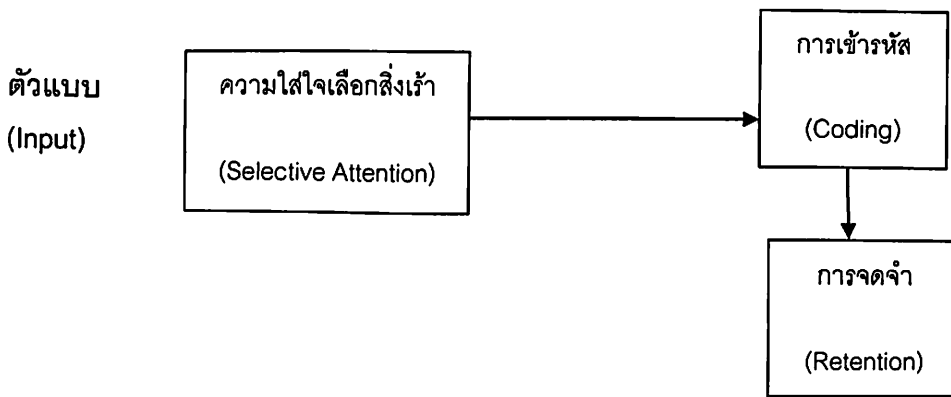 ตัวแบบ
(Input)
ความใส่ใจเลือกสิ่งเร้า
(Selective Attention)
การเข้ารหัส
(Coding)
การจดจำ
(Retention)